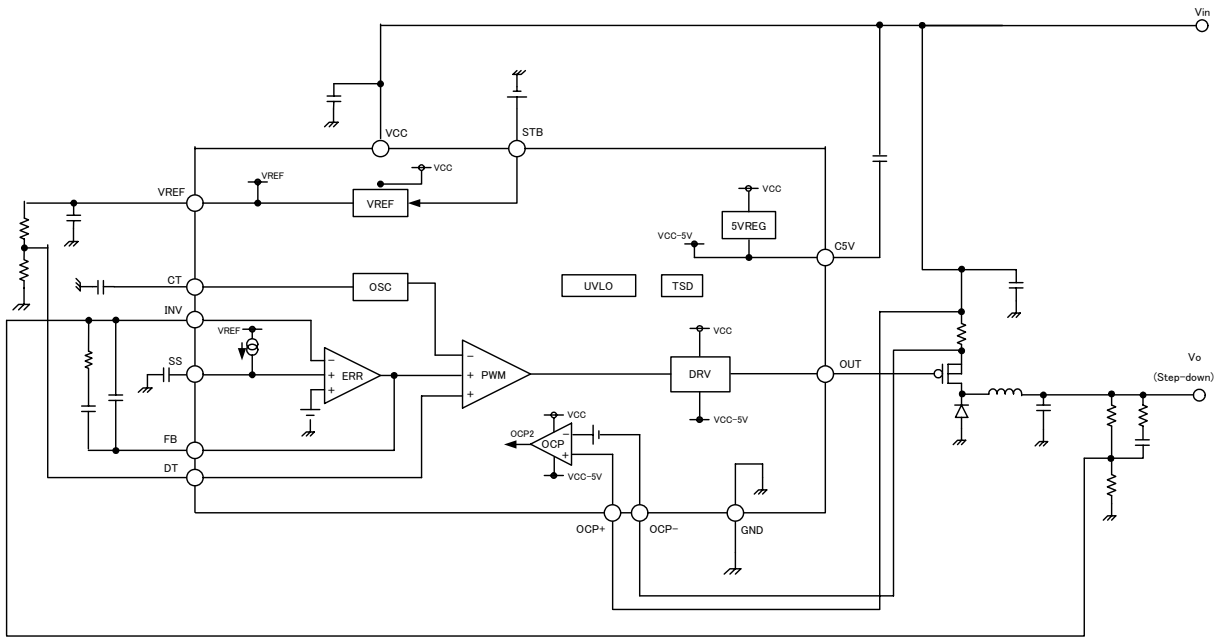 Vin
VCC
STB
VREF
VREF
VCC
VREF
VCC
5VREG
VCC-5V
C5V
CT
OSC
UVLO
TSD
INV
VREF
VCC
SS
−
+
+
ERR
−
+
+
PWM
DRV
OUT
Vo
(Step-down)
VCC
VCC-5V
OCP2
−
OCP
+
FB
VCC-5V
DT
OCP+
OCP−
GND